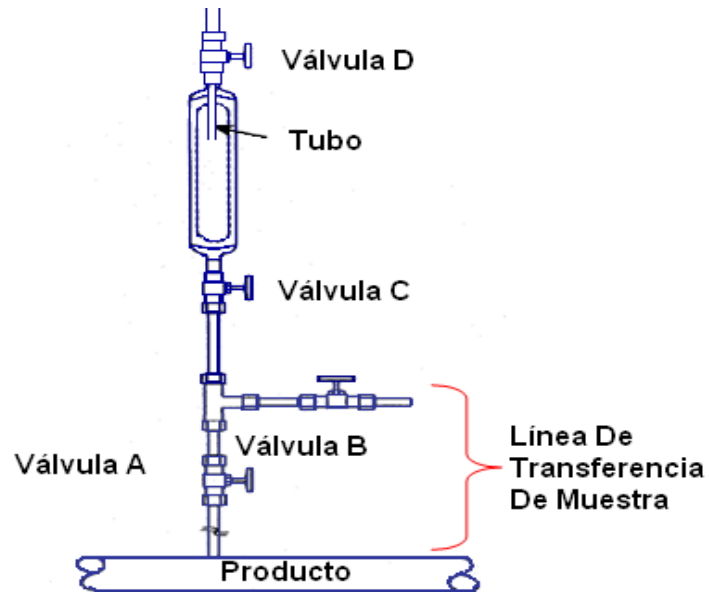 Válvula D
Tubo
Válvula C
Válvula B
Válvula A
Línea De
Transferencia
De Muestra
Producto